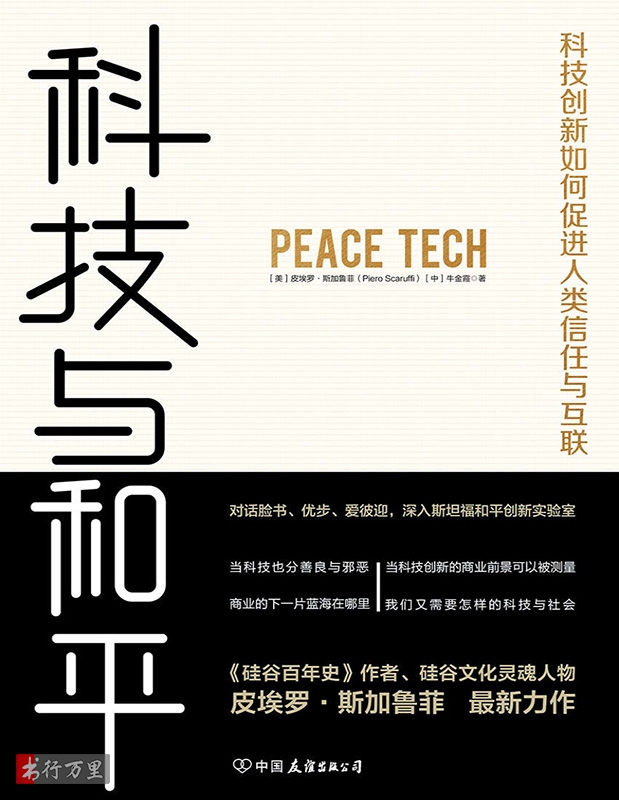 科技与和平
科技创新如何促进人类信任与互联
PEACE TECH
[美]皮埃罗·斯加鲁菲(Piero Scaruffi) [中]牛金霞◎著
对话脸书、优步、爱彼迎，深入斯坦福和平创新实验室
当科技也分善良与邪恶
商业的下一片蓝海在哪里
当科技创新的商业前景可以被测量
我们又需要怎样的科技与社会
《硅谷百年史》作者、硅谷文化灵魂人物
皮埃罗·斯加鲁菲 最新力作
中国友谊出版公司
书行万里